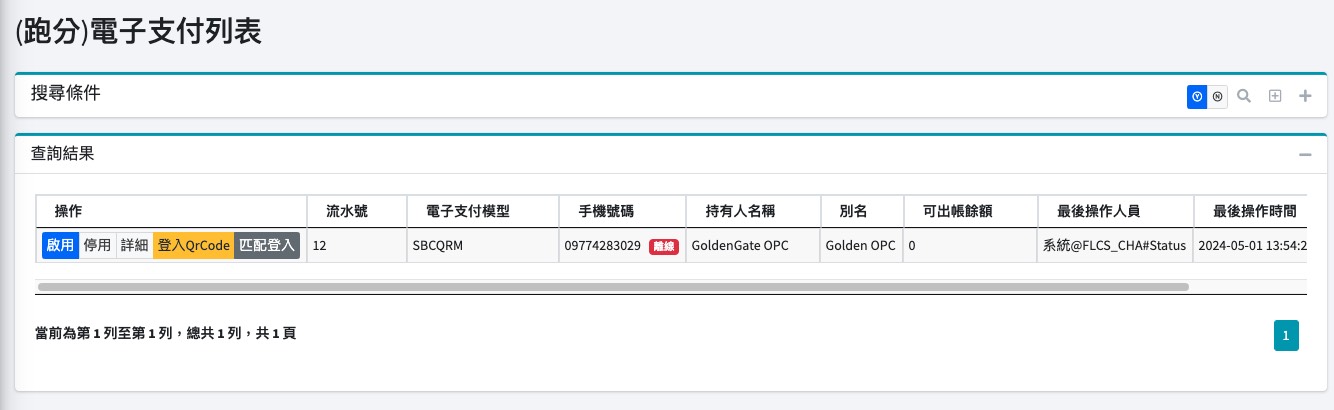 (跑分)電子支付列表
搜尋條件
Y N
查詢結果
操作 流水號 電子支付模型 手機號碼 持有人名稱 別名 可出帳餘額 最後操作人員 最後操作時間
啟用 停用 詳細 登入QrCode 匹配登入 12 SBCQRM 09774283029 離線 GoldenGate OPC Golden OPC 0 系統@FLCS_CHA#Status 2024-05-01 13:54:2
當前為第 1 列至第 1 列，總共 1 列，共 1 頁
1